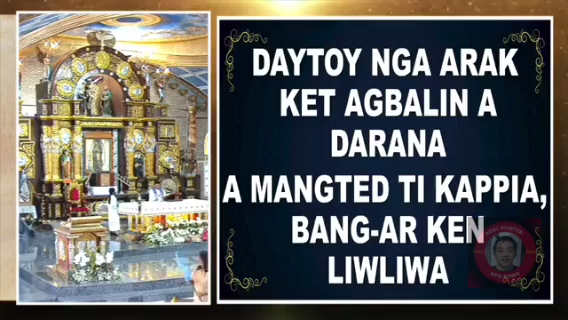 DAYTOY NGA ARAK
KET AGBALIN A
DARANA
A MANGTED TI KAPPIA,
BANG-AR KEN
LIWLIWA